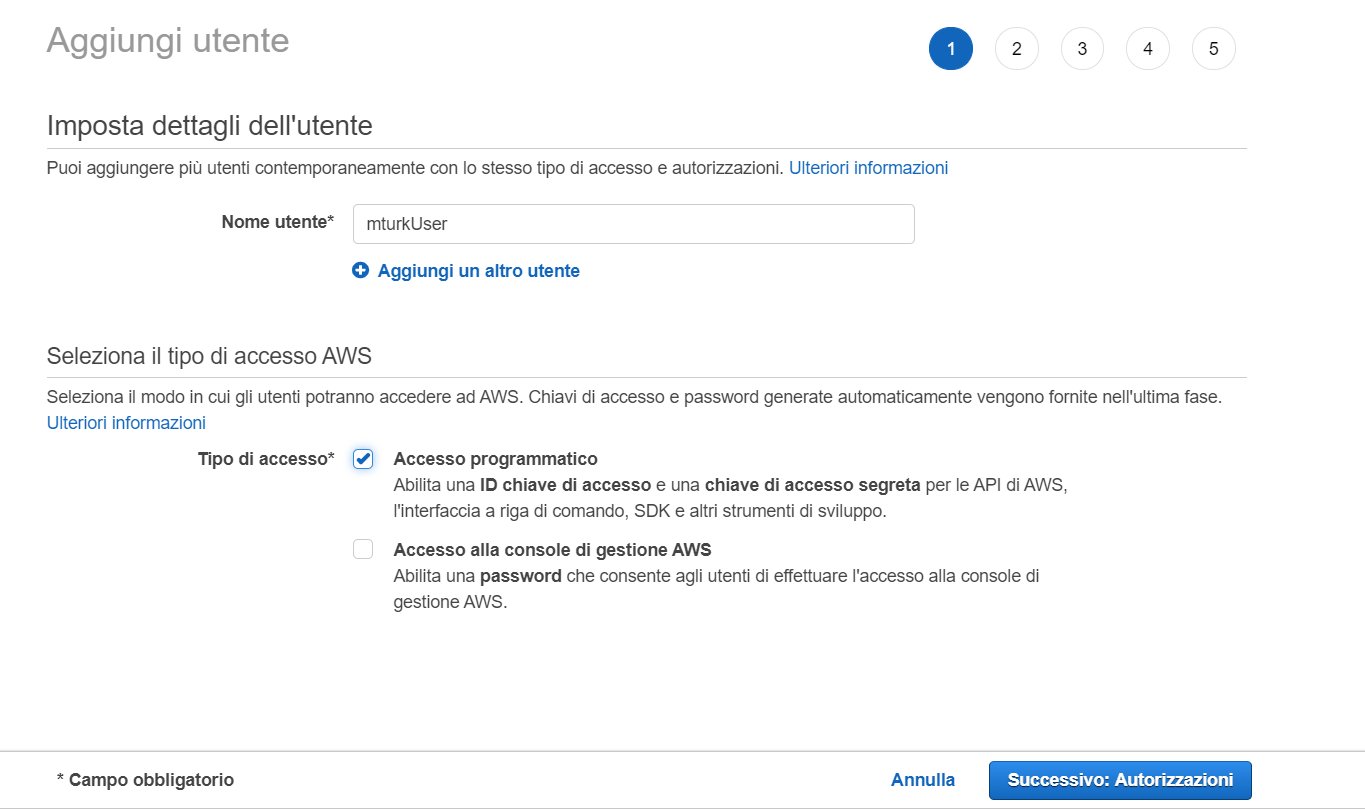 Aggiungi utente
1 2 3 4 5
Imposta dettagli dell'utente
Puoi aggiungere più utenti contemporaneamente con lo stesso tipo di accesso e autorizzazioni. Ulteriori informazioni
Nome utente* mturkUser
Aggiungi un altro utente
Seleziona il tipo di accesso AWS
Seleziona il modo in cui gli utenti potranno accedere ad AWS. Chiavi di accesso e password generate automaticamente vengono fornite nell'ultima fase.
Ulteriori informazioni
Tipo di accesso* Accesso programmatico
Abilita una ID chiave di accesso e una chiave di accesso segreta per le API di AWS,
l'interfaccia a riga di comando, SDK e altri strumenti di sviluppo.
Accesso alla console di gestione AWS
Abilita una password che consente agli utenti di effettuare l'accesso alla console di
gestione AWS.
* Campo obbligatorio Annulla Successivo: Autorizzazioni